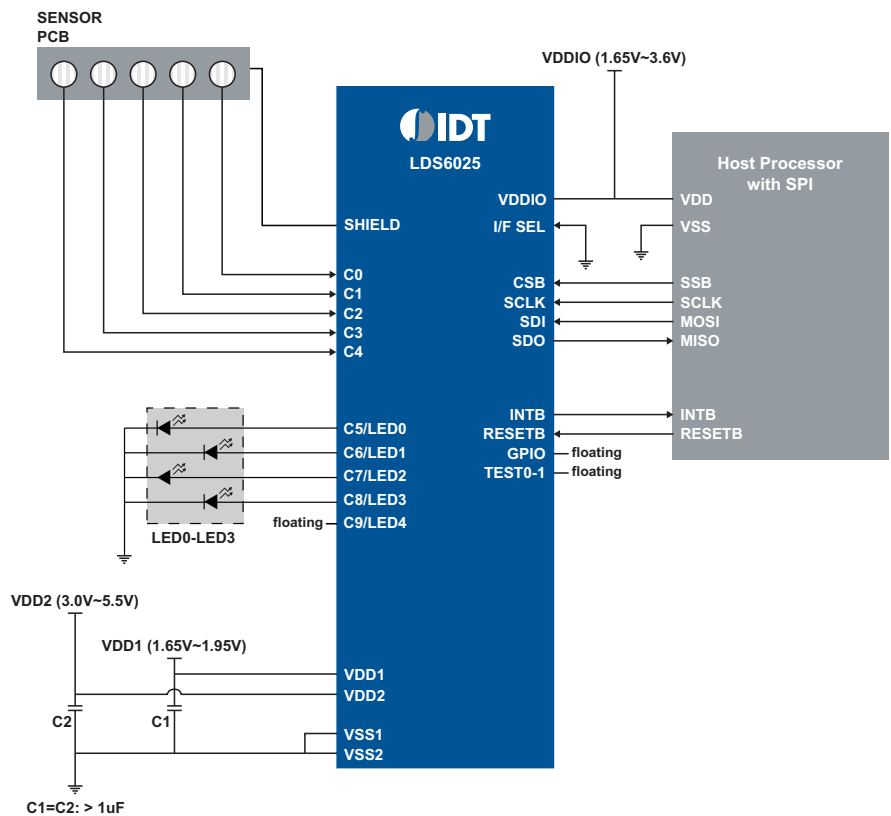 SENSOR
PCB
VDDIO (1.65V~3.6V)
IDT
LDS6025
Host Processor
with SPI
VDDIO
VDD
SHIELD
I/F SEL
VSS
C0
CSB
SSB
C1
SCLK
SCLK
C2
SDI
MOSI
C3
SDO
MISO
C4
INTB
INTB
C5/LED0
RESETB
RESETB
C6/LED1
GPIO
floating
C7/LED2
TEST0-1
floating
C8/LED3
floating
C9/LED4
LED0-LED3
VDD2 (3.0V~5.5V)
VDD1 (1.65V~1.95V)
VDD1
VDD2
C2
C1
VSS1
VSS2
C1=C2: > 1uF